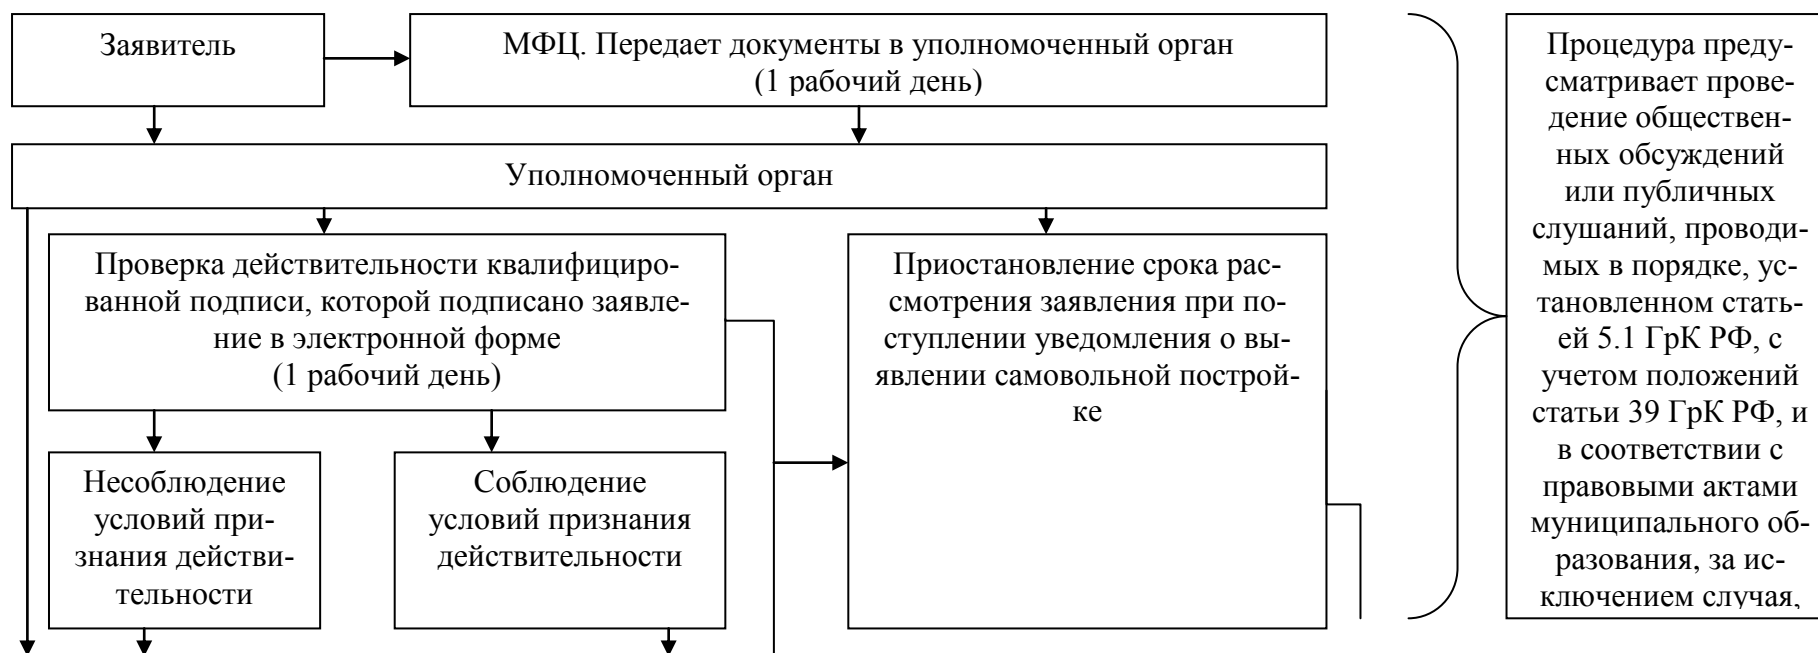 Заявитель
МФЦ. Передает документы в уполномоченный орган
(1 рабочий день)
Уполномоченный орган
Проверка действительности квалифициро-
ванной подписи, которой подписано заявле-
ние в электронной форме
(1 рабочий день)
Приостановление срока рас-
смотрения заявления при по-
ступлении уведомления о вы-
явлении самовольной построй-
ке
Несоблюдение
условий при-
знания действи-
тельности
Соблюдение
условий признания
действительности
Процедура преду-
сматривает прове-
дение обществен-
ных обсуждений
или публичных
слушаний, проводи-
мых в порядке, ус-
тановленном стать-
ей 5.1 ГрК РФ, с
учетом положений
статьи 39 ГрК РФ, и
в соответствии с
правовыми актами
муниципального об-
разования, за ис-
ключением случая,